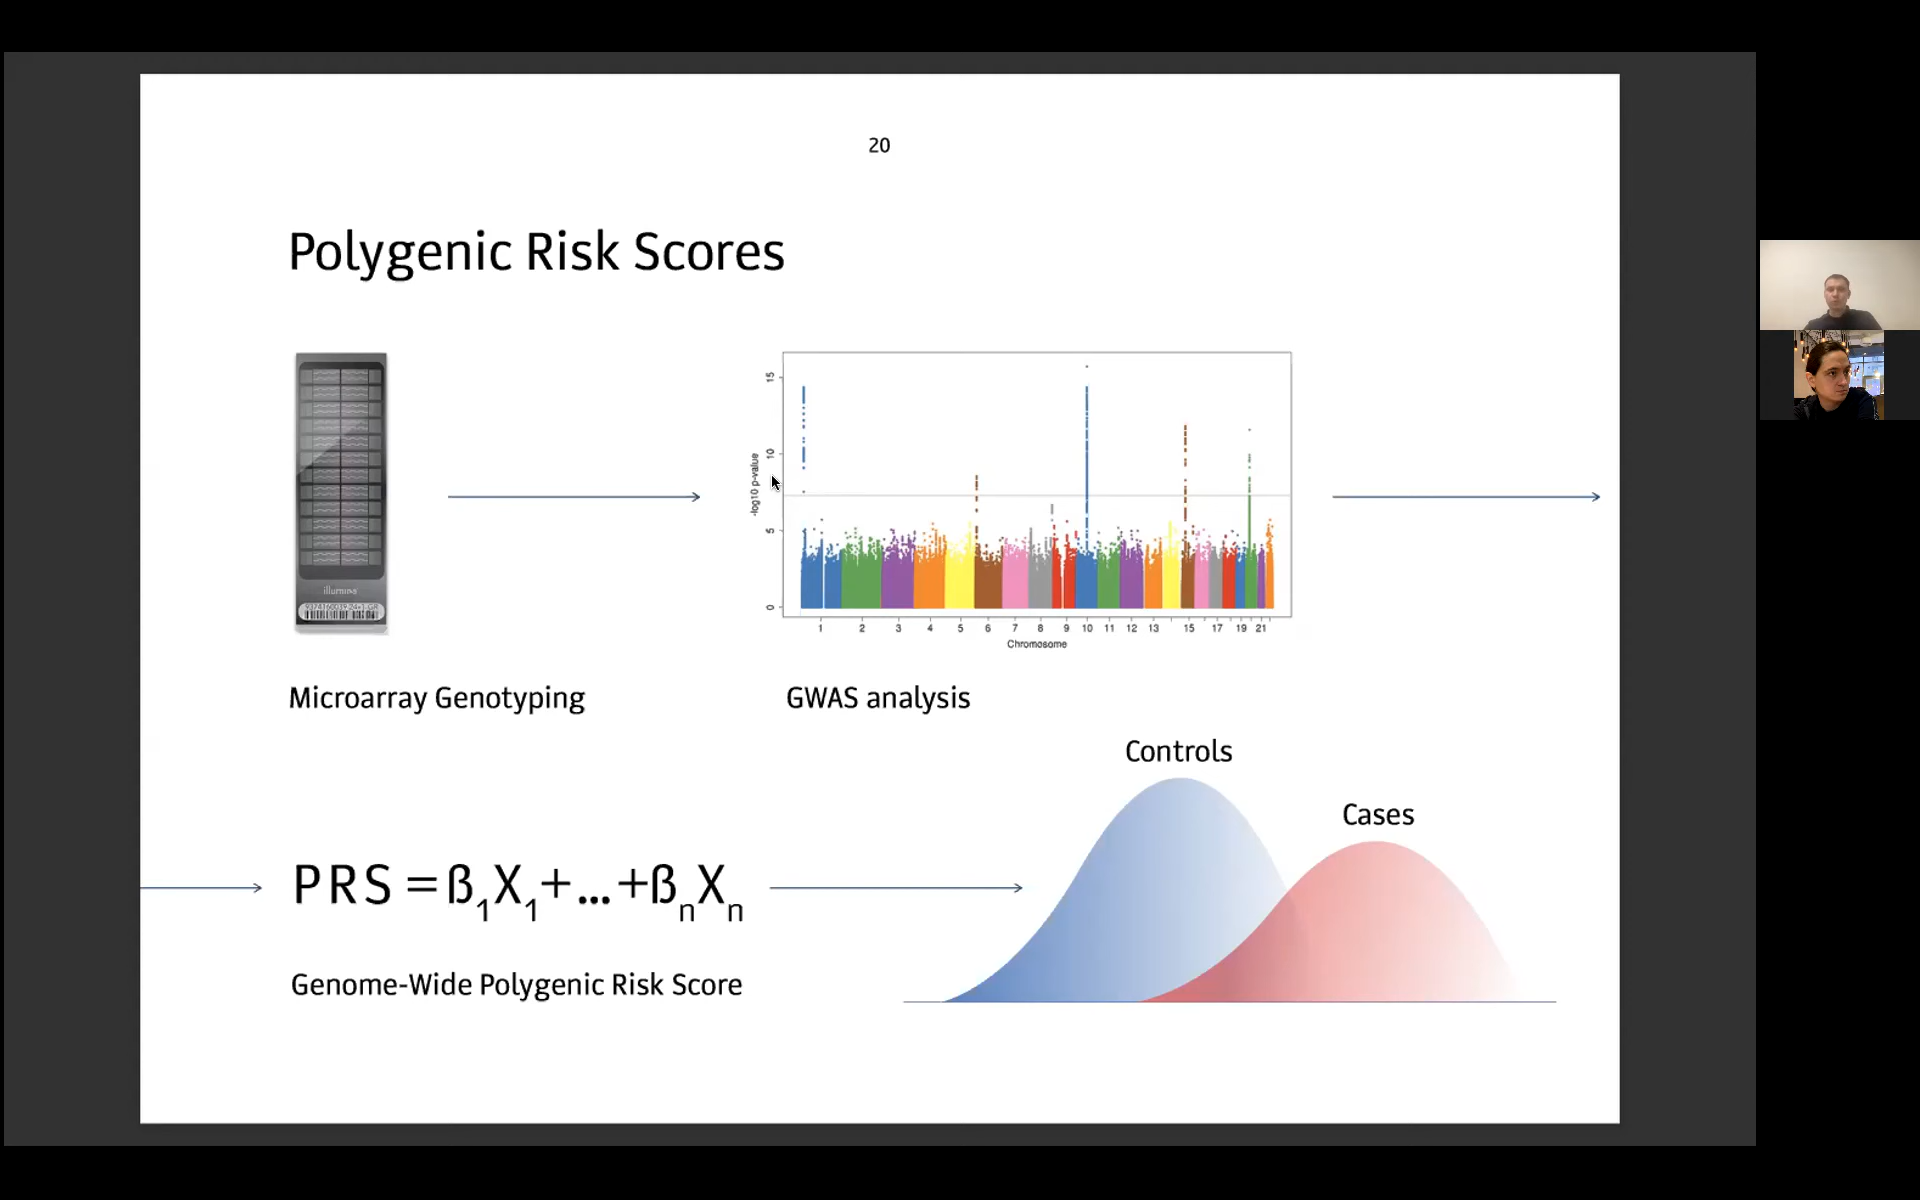 20
Polygenic Risk Scores
illumina
-log10 p-value
15
10
5
0
1 2 3 4 5 6 7 8 9 10 11 12 13 15 17 19 21
Chromosome
Microarray Genotyping
GWAS analysis
Controls
Cases
PRS = ß1X1+...+ßnXn
Genome-Wide Polygenic Risk Score